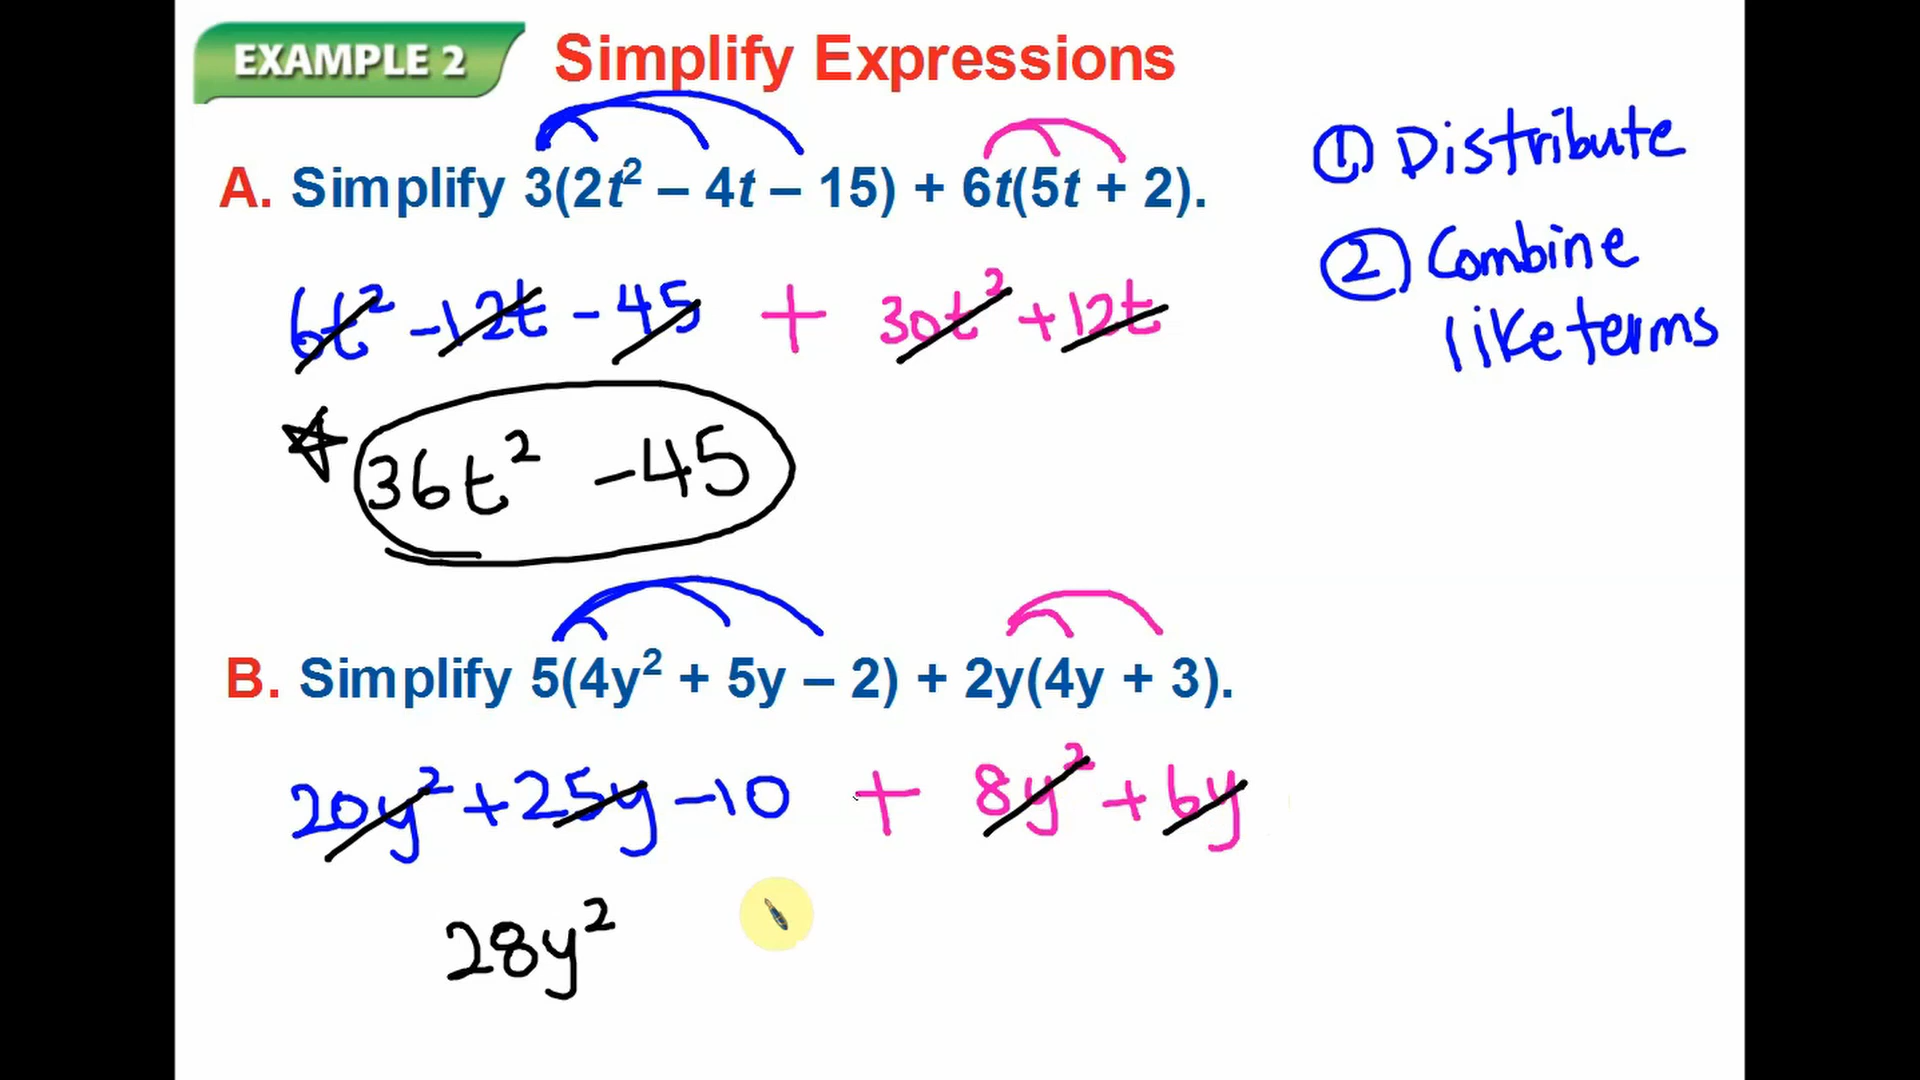 EXAMPLE 2 Simplify Expressions
① Distribute
A. Simplify 3(2t² – 4t – 15) + 6t(5t + 2).
② Combine
like terms
6t² -12t - 45 + 30t² + 12t
36t² -45
B. Simplify 5(4y² + 5y – 2) + 2y(4y + 3).
20y² +25y -10 + 8y² + 6y
28y²